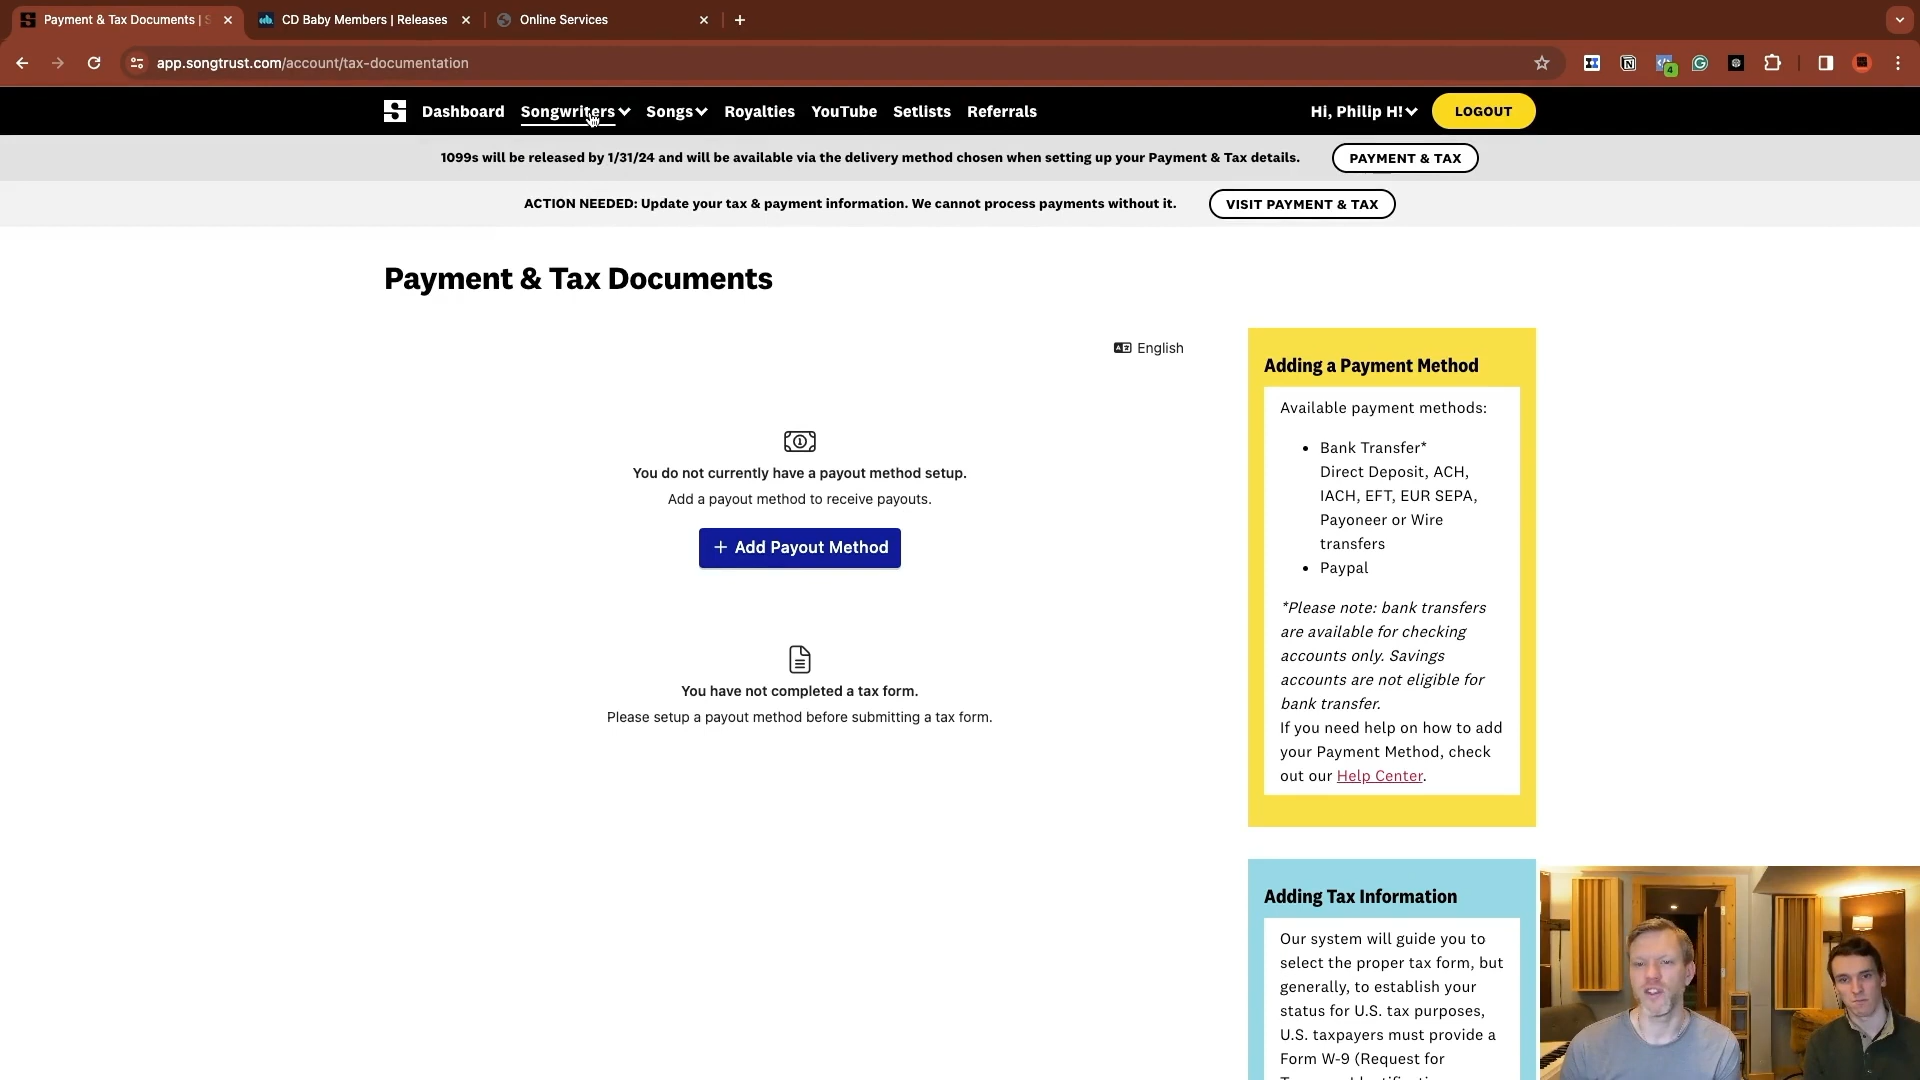 Payment & Tax Documents | S
CD Baby Members | Releases
Online Services
app.songtrust.com/account/tax-documentation
4
Dashboard
Songwriters
Songs
Royalties
YouTube
Setlists
Referrals
Hi, Philip H!
LOGOUT
1099s will be released by 1/31/24 and will be available via the delivery method chosen when setting up your Payment & Tax details.
PAYMENT & TAX
ACTION NEEDED: Update your tax & payment information. We cannot process payments without it.
VISIT PAYMENT & TAX
Payment & Tax Documents
English
You do not currently have a payout method setup.
Add a payout method to receive payouts.
+ Add Payout Method
You have not completed a tax form.
Please setup a payout method before submitting a tax form.
Adding a Payment Method
Available payment methods:
• Bank Transfer*
Direct Deposit, ACH,
IACH, EFT, EUR SEPA,
Payoneer or Wire
transfers
• Paypal
*Please note: bank transfers
are available for checking
accounts only. Savings
accounts are not eligible for
bank transfer.
If you need help on how to add
your Payment Method, check
out our Help Center.
Adding Tax Information
Our system will guide you to
select the proper tax form, but
generally, to establish your
status for U.S. tax purposes,
U.S. taxpayers must provide a
Form W-9 (Request for